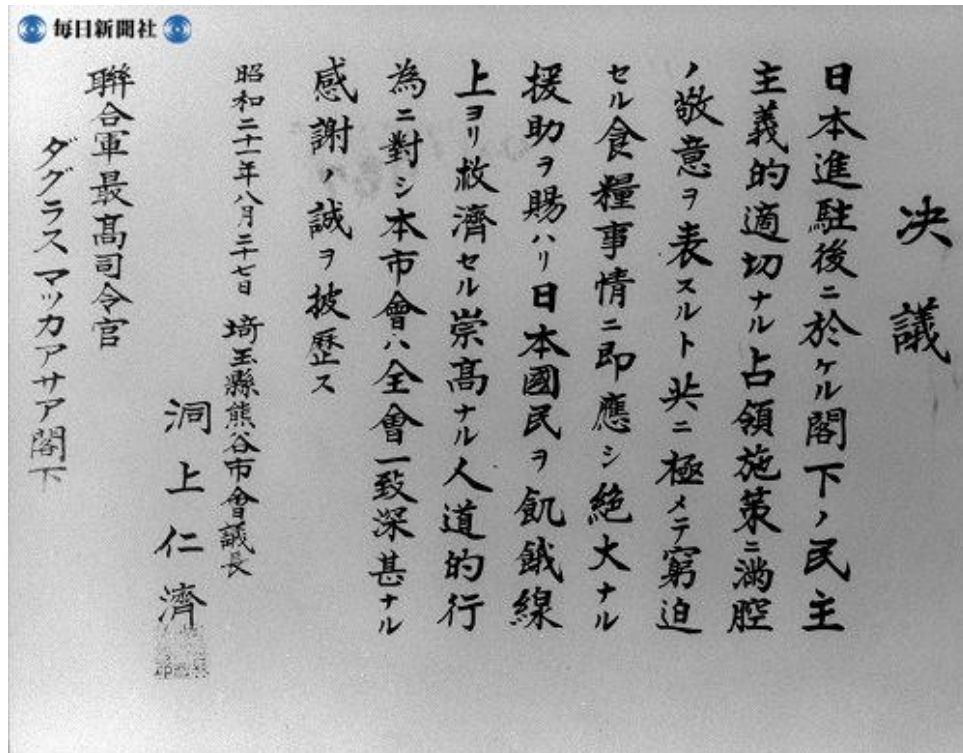 毎日新聞社
決議
日本進駐後ニ於ケル閣下ノ民主
主義的適切ナル占領施策ニ満腔
ノ敬意ヲ表スルト共ニ極メテ窮迫
セル食糧事情ニ即應シ絶大ナル
援助ヲ賜ハリ日本國民ヲ飢餓線
上ヨリ救濟セル崇高ナル人道的行
為ニ對シ本市會ハ全會一致深甚ナル
感謝ノ誠ヲ披歴ス
昭和二十一年八月二十七日 埼玉縣熊谷市會議長
洞上仁濟
聯合軍最高司令官
ダグラスマッカアサア閣下